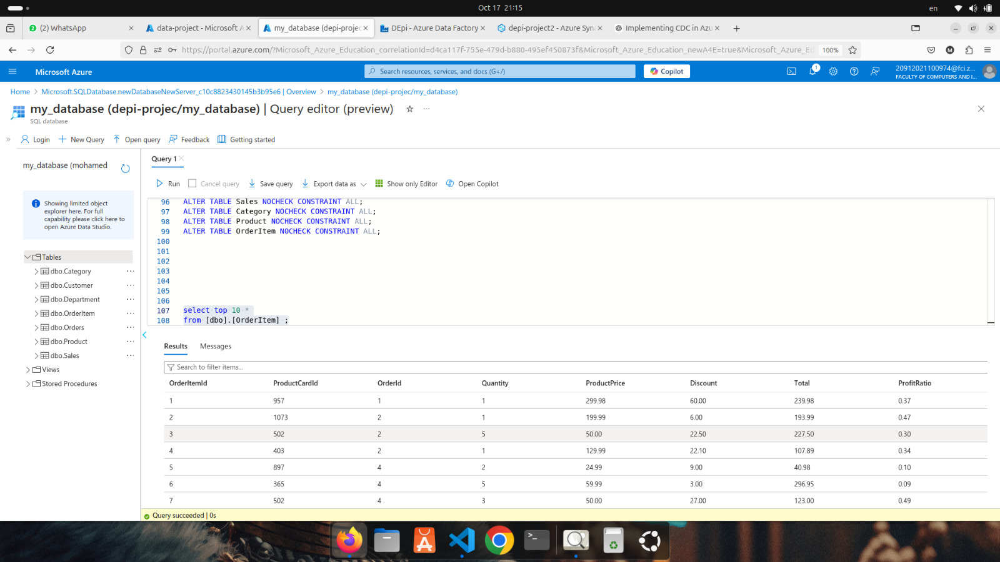 Oct 17 21:15
en
(2) WhatsApp
data-project - Microsoft A
my_database (depi-projec
DEpi - Azure Data Factory
depi-project2 - Azure Syn
Implementing CDC in Azu
https://portal.azure.com/?Microsoft_Azure_Education_correlationId=d4ca117f-755e-479d-b880-495ef450873f&Microsoft_Azure_Education_newA4E=true&Microsoft_Azure_Ed
100%
Microsoft Azure
Search resources, services, and docs (G+/)
Copilot
1
20912021100974@fci.z...
FACULTY OF COMPUTERS AND I...
Home > Microsoft.SQLDatabase.newDatabaseNewServer_c10c8823430145b3b95e6 | Overview > my_database (depi-projec/my_database)
my_database (depi-projec/my_database) | Query editor (preview)
SQL database
Login
New Query
Open query
Feedback
Getting started
my_database (mohamed
Showing limited object
explorer here. For full
capability please click here to
open Azure Data Studio.
Tables
dbo.Category
dbo.Customer
dbo.Department
dbo.OrderItem
dbo.Orders
dbo.Product
dbo.Sales
Views
Stored Procedures
Query 1
Run
Cancel query
Save query
Export data as
Show only Editor
Open Copilot
96 ALTER TABLE Sales NOCHECK CONSTRAINT ALL;
97 ALTER TABLE Category NOCHECK CONSTRAINT ALL;
98 ALTER TABLE Product NOCHECK CONSTRAINT ALL;
99 ALTER TABLE OrderItem NOCHECK CONSTRAINT ALL;
100
101
102
103
104
105
106
107 select top 10 *
108 from [dbo].[OrderItem] ;
Results
Messages
Search to filter items...
OrderItemId ProductCardId OrderId Quantity ProductPrice Discount Total ProfitRatio
1 957 1 1 299.98 60.00 239.98 0.37
2 1073 2 1 199.99 6.00 193.99 0.47
3 502 2 5 50.00 22.50 227.50 0.30
4 403 2 1 129.99 22.10 107.89 0.34
5 897 4 2 24.99 9.00 40.98 0.10
6 365 4 5 59.99 3.00 296.95 0.09
7 502 4 3 50.00 27.00 123.00 0.49
Query succeeded | 0s